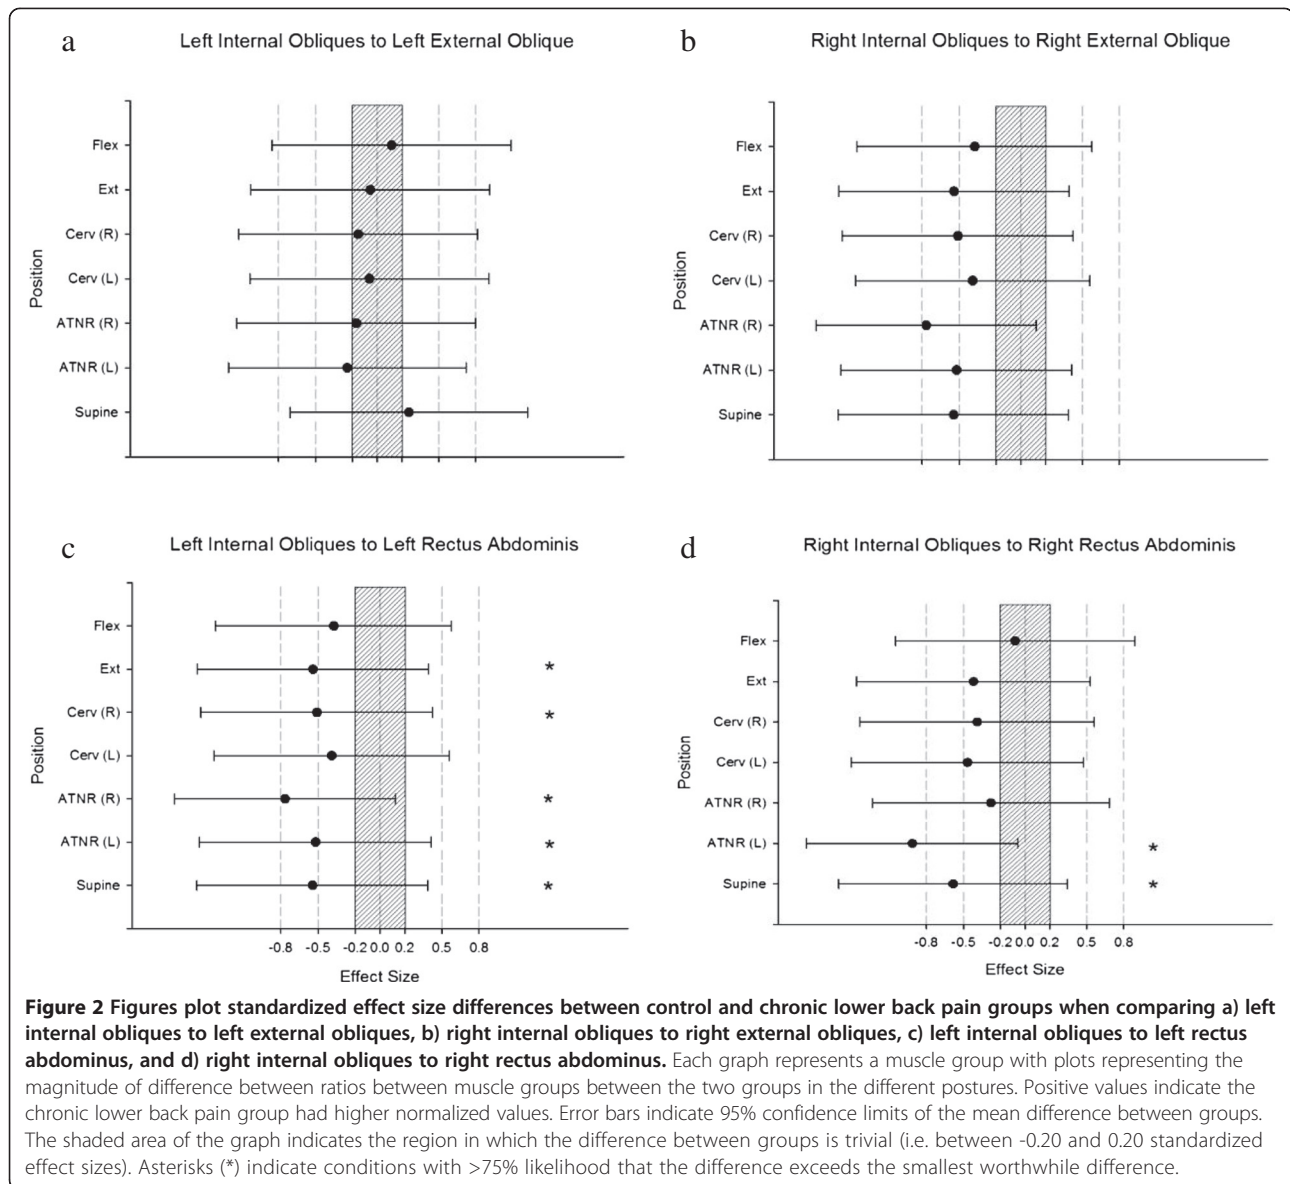 a
Left Internal Obliques to Left External Oblique
Position
Flex
Ext
Cerv (R)
Cerv (L)
ATNR (R)
ATNR (L)
Supine
b
Right Internal Obliques to Right External Oblique
Position
Flex
Ext
Cerv (R)
Cerv (L)
ATNR (R)
ATNR (L)
Supine
c
Left Internal Obliques to Left Rectus Abdominis
Position
Flex
Ext *
Cerv (R) *
Cerv (L)
ATNR (R) *
ATNR (L) *
Supine *
-0.8 -0.5 -0.2 0.0 0.2 0.5 0.8
Effect Size
d
Right Internal Obliques to Right Rectus Abdominis
Position
Flex
Ext
Cerv (R)
Cerv (L)
ATNR (R)
ATNR (L) *
Supine *
-0.8 -0.5 -0.2 0.0 0.2 0.5 0.8
Effect Size
Figure 2 Figures plot standardized effect size differences between control and chronic lower back pain groups when comparing a) left
internal obliques to left external obliques, b) right internal obliques to right external obliques, c) left internal obliques to left rectus
abdominus, and d) right internal obliques to right rectus abdominus. Each graph represents a muscle group with plots representing the
magnitude of difference between ratios between muscle groups between the two groups in the different postures. Positive values indicate the
chronic lower back pain group had higher normalized values. Error bars indicate 95% confidence limits of the mean difference between groups.
The shaded area of the graph indicates the region in which the difference between groups is trivial (i.e. between -0.20 and 0.20 standardized
effect sizes). Asterisks (*) indicate conditions with >75% likelihood that the difference exceeds the smallest worthwhile difference.